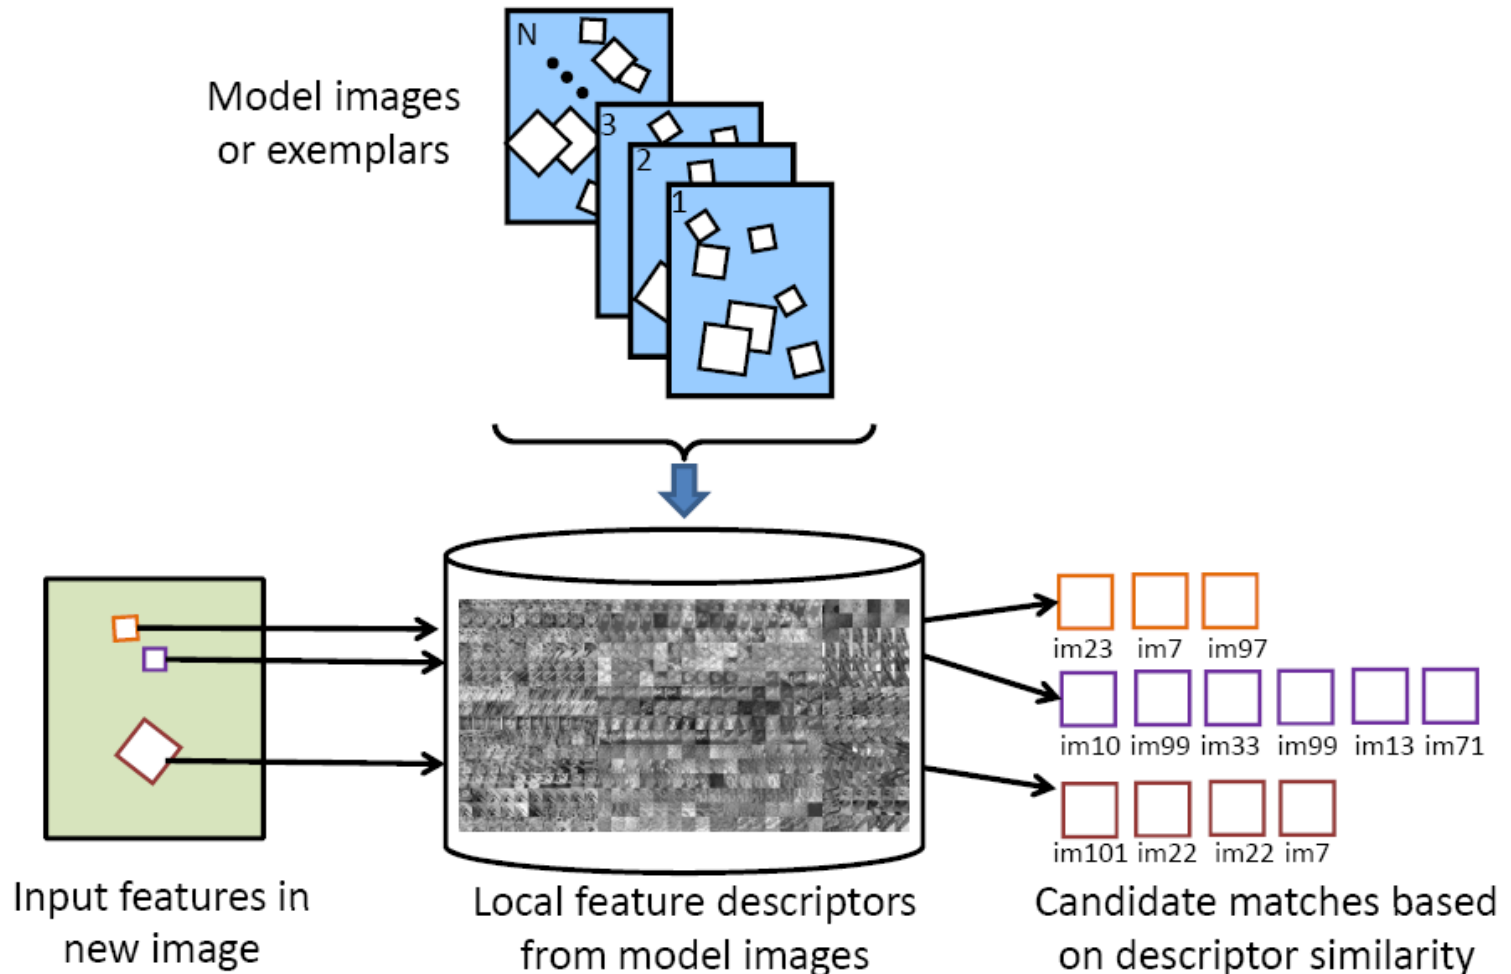 Model images
or exemplars
N
3
2
1
im23 im7 im97
im10 im99 im33 im99 im13 im71
im101 im22 im22 im7
Input features in
new image
Local feature descriptors
from model images
Candidate matches based
on descriptor similarity